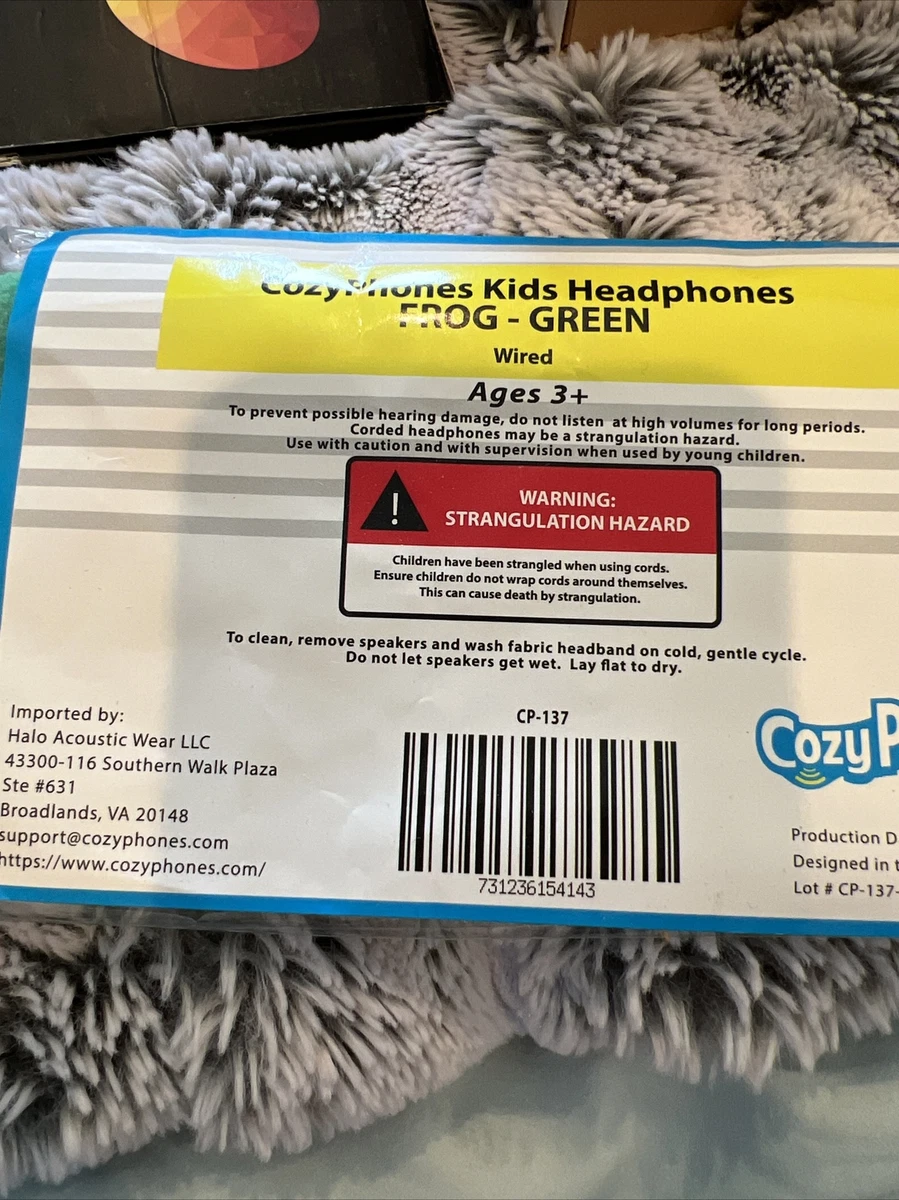 CozyPhones Kids Headphones
FROG - GREEN
Wired
Ages 3+
To prevent possible hearing damage, do not listen at high volumes for long periods.
Corded headphones may be a strangulation hazard.
Use with caution and with supervision when used by young children.
WARNING:
STRANGULATION HAZARD
Children have been strangled when using cords.
Ensure children do not wrap cords around themselves.
This can cause death by strangulation.
To clean, remove speakers and wash fabric headband on cold, gentle cycle.
Do not let speakers get wet. Lay flat to dry.
Imported by:
Halo Acoustic Wear LLC
43300-116 Southern Walk Plaza
Ste #631
Broadlands, VA 20148
support@cozyphones.com
https://www.cozyphones.com/
CP-137
731236154143
CozyP
Production D
Designed in t
Lot # CP-137-